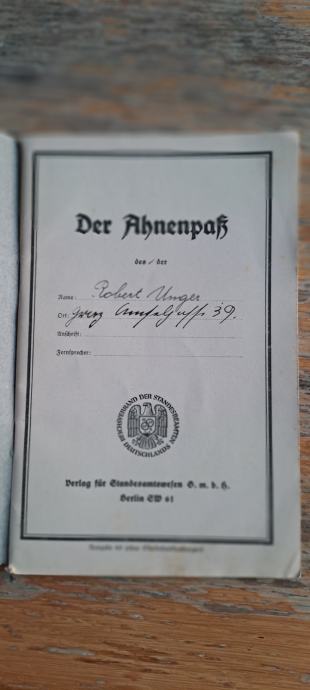 Der Ahnenpaß
des / der
Name: Robert Unger
Ort: 39.
Anschrift:
Fernsprecher:
REICHSVERBAND DER STANDESBEAMTEN DEUTSCHLANDS
Verlag für Standesamtswesen G. m. b. H.
Berlin SW 61